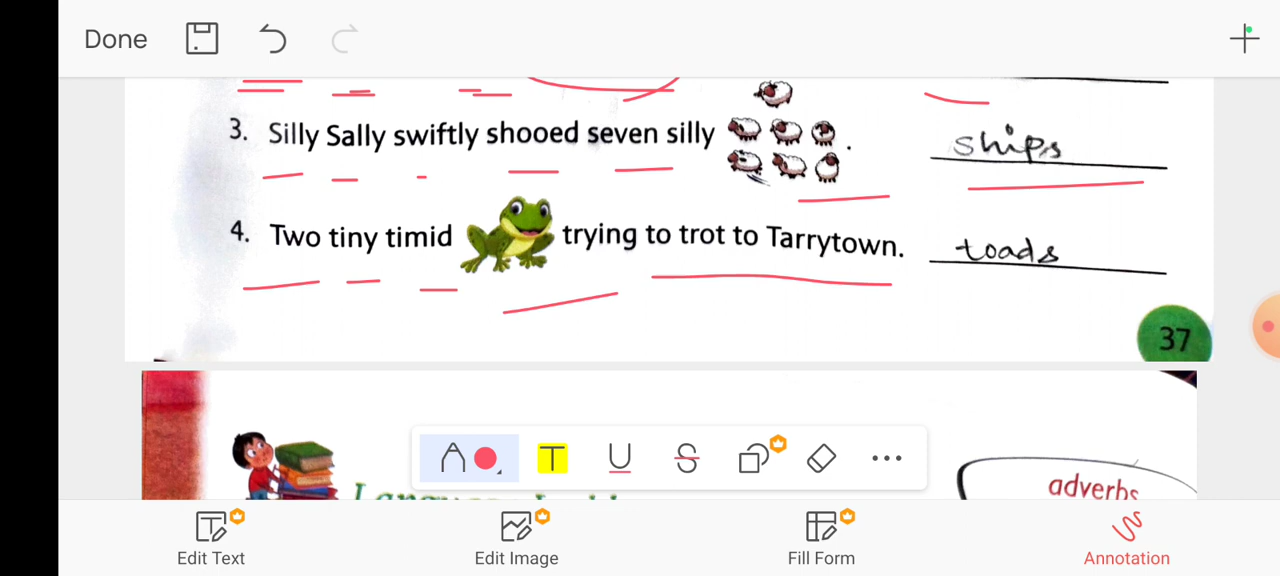 Done
3. Silly Sally swiftly shooed seven silly . ships
4. Two tiny timid trying to trot to Tarrytown. toads
37
T U S
adverbs
Edit Text Edit Image Fill Form Annotation